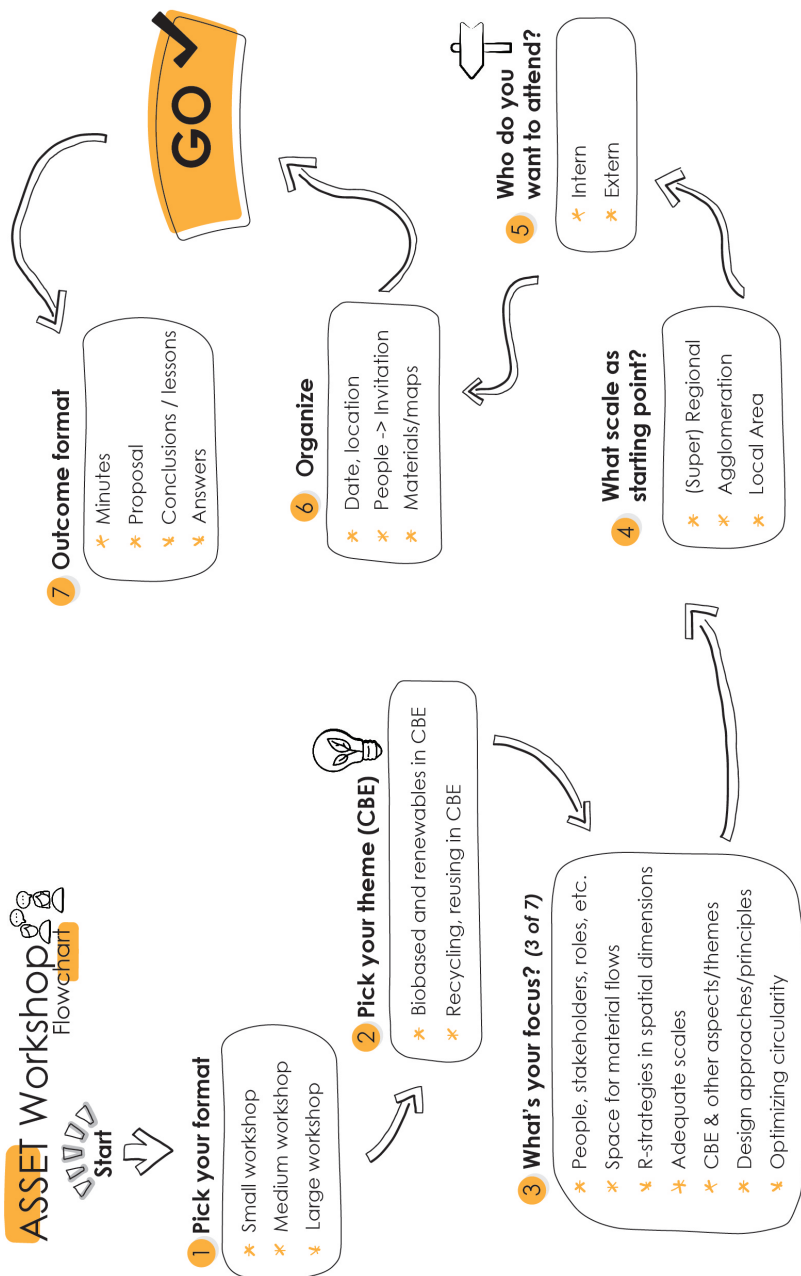 ASSET Workshop
Flowchart
Start
1 Pick your format
Small workshop
Medium workshop
Large workshop
2 Pick your theme (CBE)
Biobased and renewables in CBE
Recycling, reusing in CBE
3 What's your focus? (3 of 7)
People, stakeholders, roles, etc.
Space for material flows
R-strategies in spatial dimensions
Adequate scales
CBE & other aspects/themes
Design approaches/principles
Optimizing circularity
4 What scale as
starting point?
(Super) Regional
Agglomeration
Local Area
5 Who do you
want to attend?
Intern
Extern
6 Organize
Date, location
People -> Invitation
Materials/maps
GO
7 Outcome format
Minutes
Proposal
Conclusions / lessons
Answers